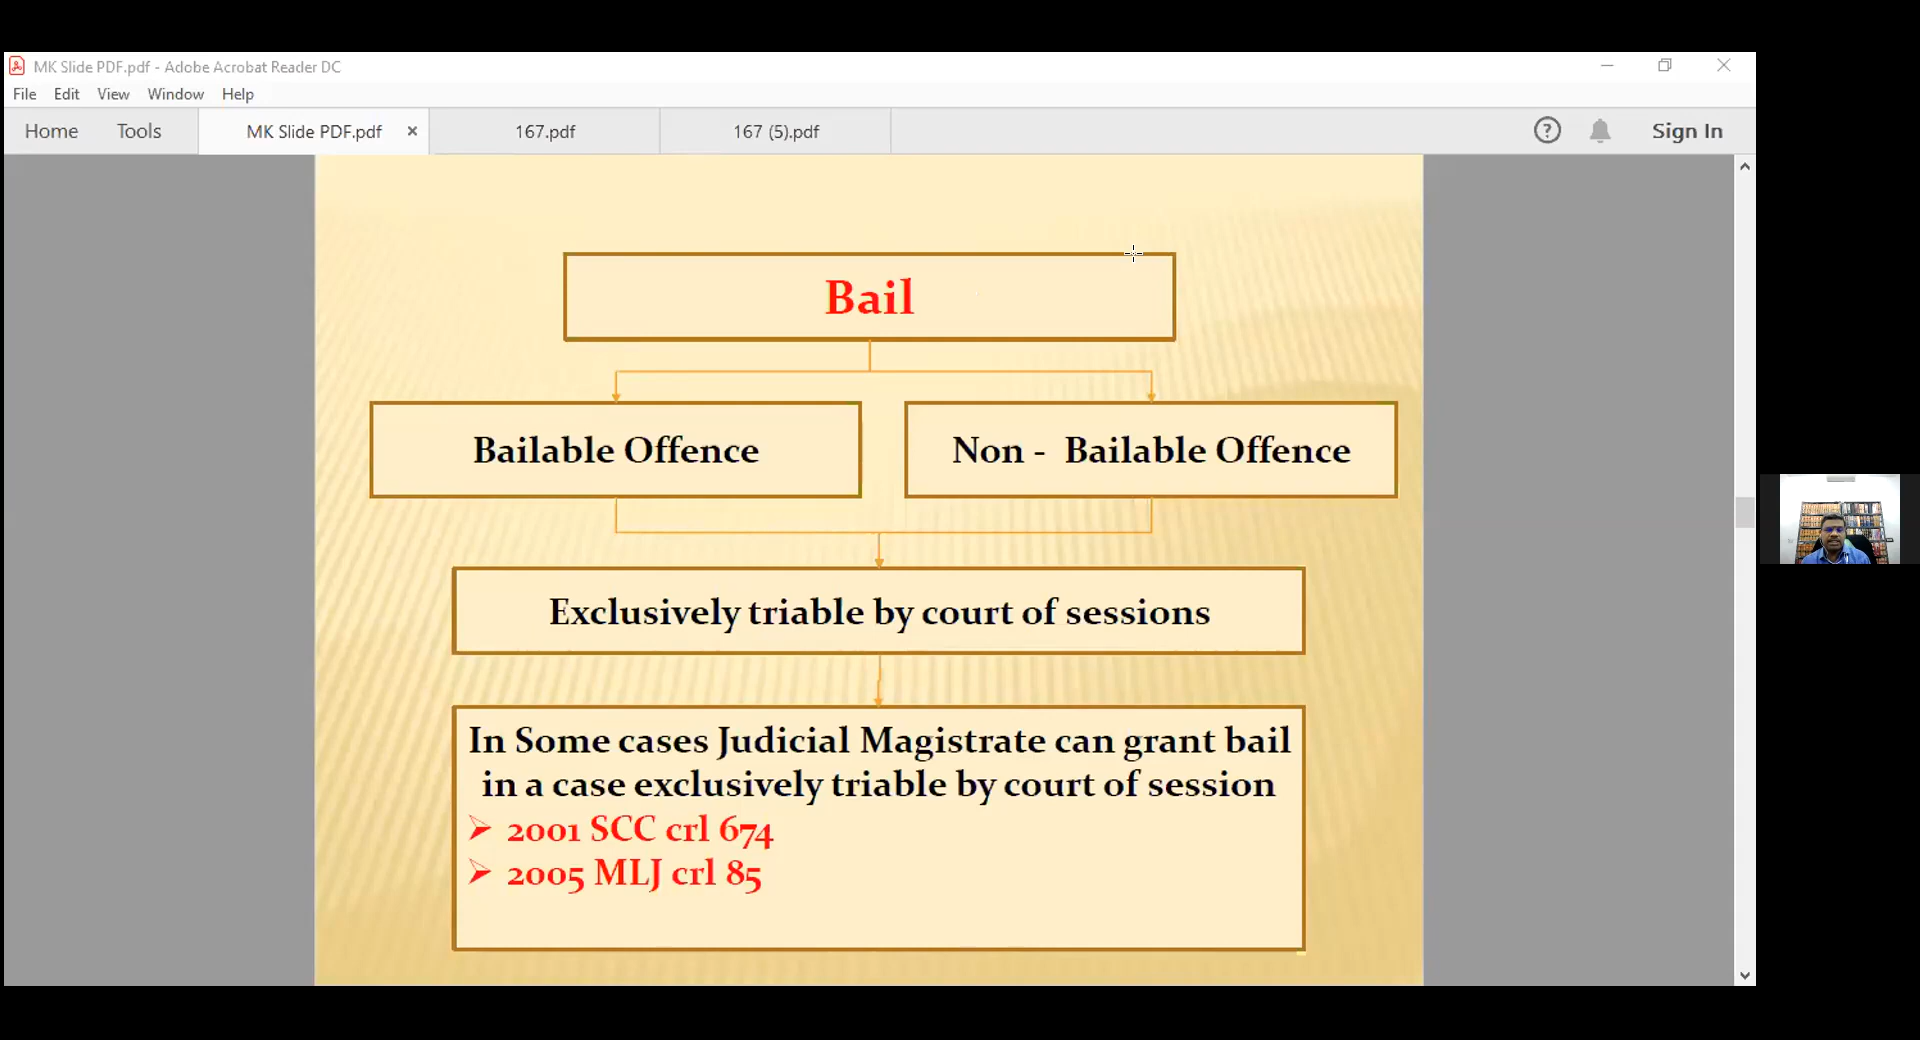 MK Slide PDF.pdf - Adobe Acrobat Reader DC
File Edit View Window Help
Home Tools MK Slide PDF.pdf × 167.pdf 167 (5).pdf ? Sign In
Bail
Bailable Offence
Non - Bailable Offence
Exclusively triable by court of sessions
In Some cases Judicial Magistrate can grant bail
in a case exclusively triable by court of session
➢ 2001 SCC crl 674
➢ 2005 MLJ crl 85